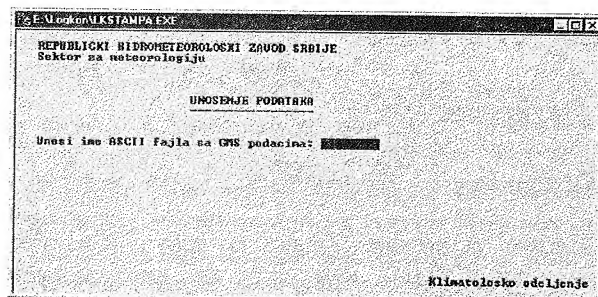 E:\Logkon\LKSTAMPA.EXE
REPUBLICKI HIDROMETEOROLOSKI ZAVOD SRBIJE
Sektor za meteorologiju
UNOSENJE PODATAKA
Unesi ime ASCII fajla sa GMS podacima:
Klimatolosko odeljenje